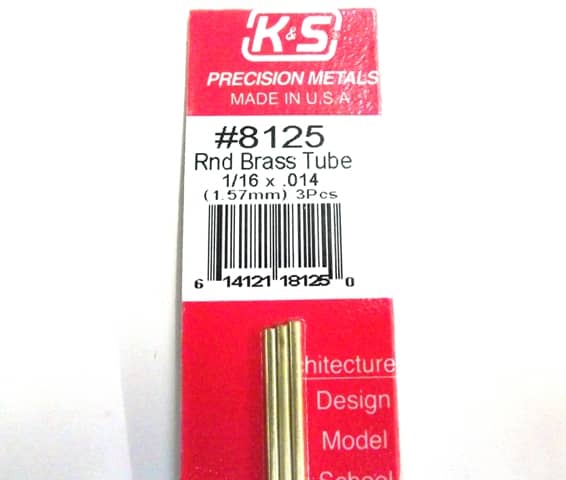 K&S
PRECISION METALS
MADE IN U.S.A
#8125
Rnd Brass Tube
1/16 x .014
(1.57mm) 3Pcs
6 14121 18125 0
chitecture
Design
Model
School